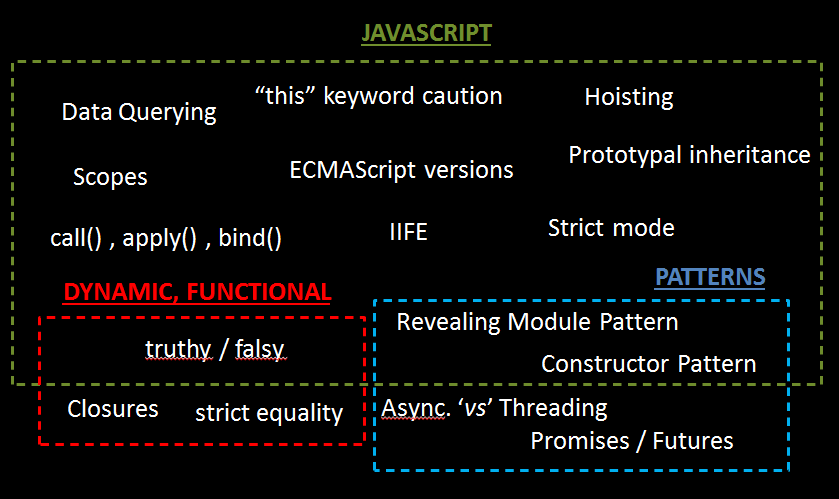 JAVASCRIPT
Data Querying
“this” keyword caution
Hoisting
Scopes
ECMAScript versions
Prototypal inheritance
call() , apply() , bind()
IIFE
Strict mode
DYNAMIC, FUNCTIONAL
PATTERNS
truthy / falsy
Closures
strict equality
Revealing Module Pattern
Constructor Pattern
Async. ‘vs’ Threading
Promises / Futures